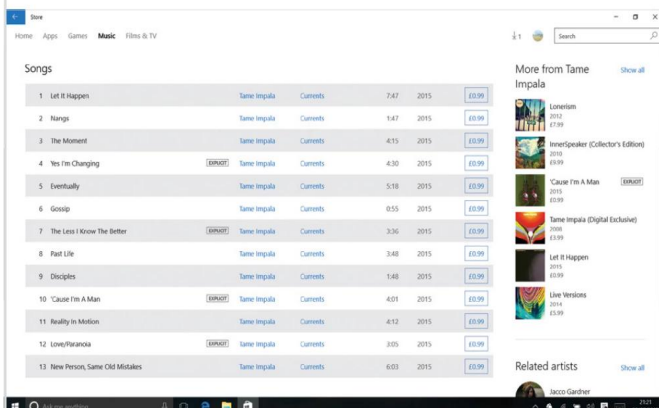 Store
Home Apps Games Music Films & TV
1
Search
Songs
1 Let It Happen Tame Impala Currents 7:47 2015 £0.99
2 Nangs Tame Impala Currents 1:47 2015 £0.99
3 The Moment Tame Impala Currents 4:15 2015 £0.99
4 Yes I'm Changing EXPLICIT Tame Impala Currents 4:30 2015 £0.99
5 Eventually Tame Impala Currents 5:18 2015 £0.99
6 Gossip Tame Impala Currents 0:55 2015 £0.99
7 The Less I Know The Better EXPLICIT Tame Impala Currents 3:36 2015 £0.99
8 Past Life Tame Impala Currents 3:48 2015 £0.99
9 Disciples Tame Impala Currents 1:48 2015 £0.99
10 'Cause I'm A Man EXPLICIT Tame Impala Currents 4:01 2015 £0.99
11 Reality In Motion Tame Impala Currents 4:12 2015 £0.99
12 Love/Paranoia EXPLICIT Tame Impala Currents 3:05 2015 £0.99
13 New Person, Same Old Mistakes Tame Impala Currents 6:03 2015 £0.99
More from Tame Impala Show all
Lonerism
2012
£7.99
InnerSpeaker (Collector's Edition)
2010
£9.99
'Cause I'm A Man EXPLICIT
2015
£0.99
Tame Impala (Digital Exclusive)
2008
£3.99
Let It Happen
2015
£0.99
Live Versions
2014
£5.99
Related artists Show all
Jacco Gardner
Ask me anything
21:21